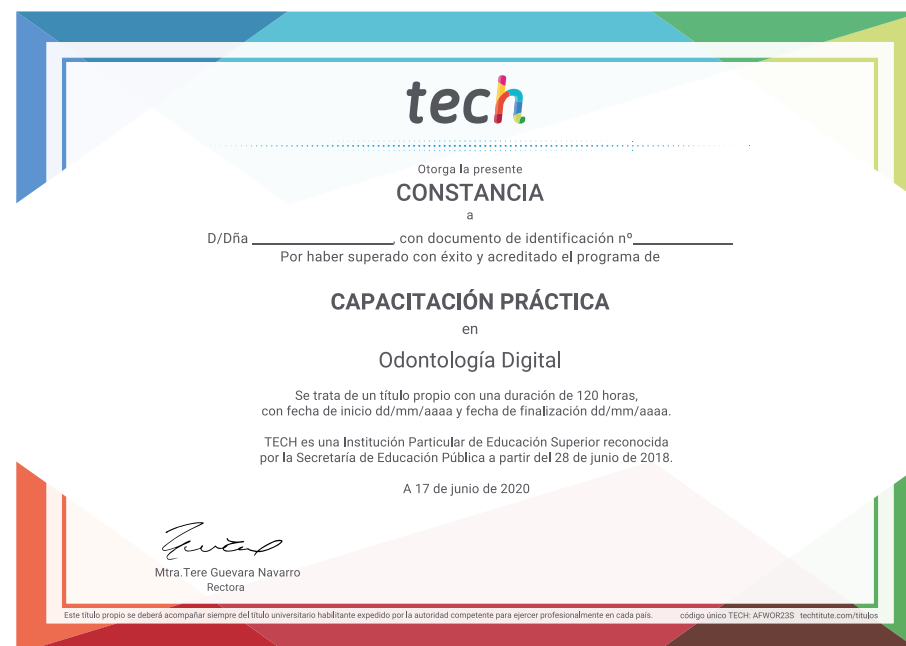 tech
Otorga la presente
CONSTANCIA
a
D/Dña ____________________, con documento de identificación nº______________
Por haber superado con éxito y acreditado el programa de
CAPACITACIÓN PRÁCTICA
en
Odontología Digital
Se trata de un título propio con una duración de 120 horas,
con fecha de inicio dd/mm/aaaa y fecha de finalización dd/mm/aaaa.
TECH es una Institución Particular de Educación Superior reconocida
por la Secretaría de Educación Pública a partir del 28 de junio de 2018.
A 17 de junio de 2020
Mtra.Tere Guevara Navarro
Rectora
Este título propio se deberá acompañar siempre del título universitario habilitante expedido por la autoridad competente para ejercer profesionalmente en cada país. código único TECH: AFWOR23S techtitute.com/titulos